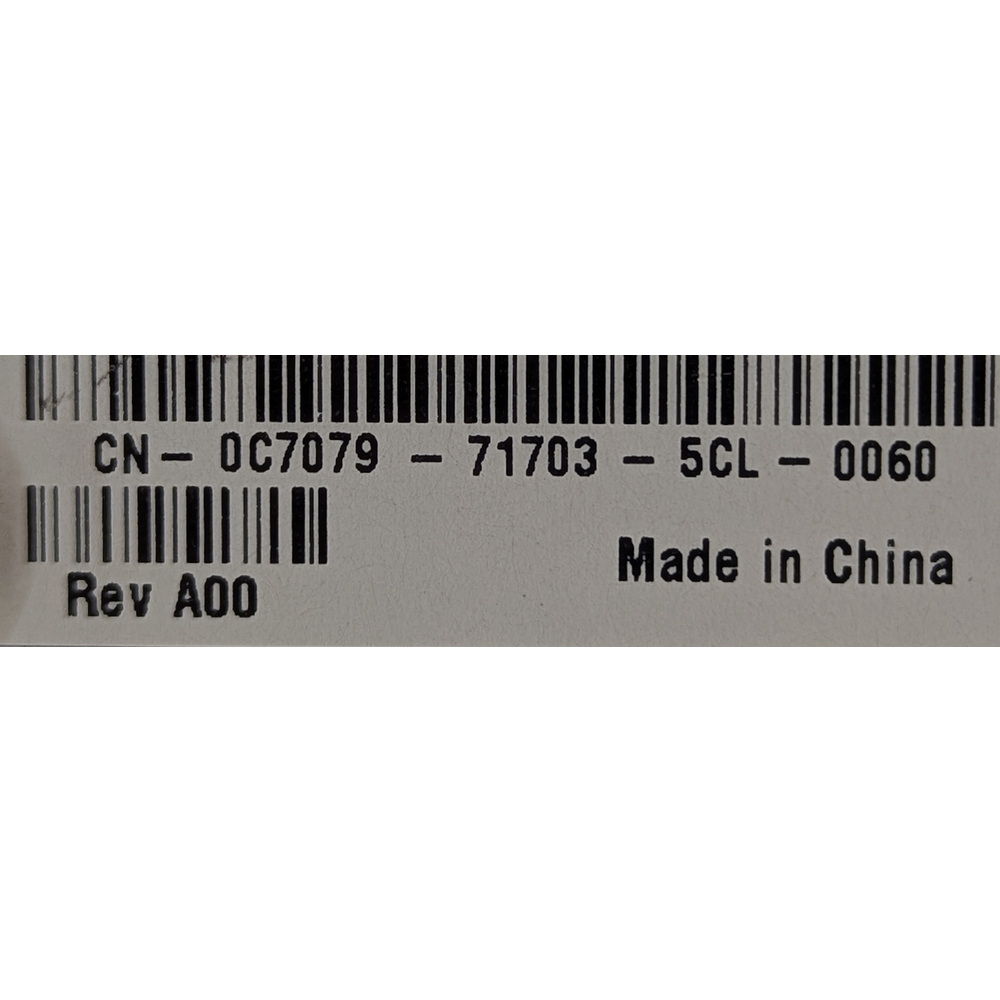 CN- 0C7079 - 71703 - 5CL - 0060
Rev A00
Made in China